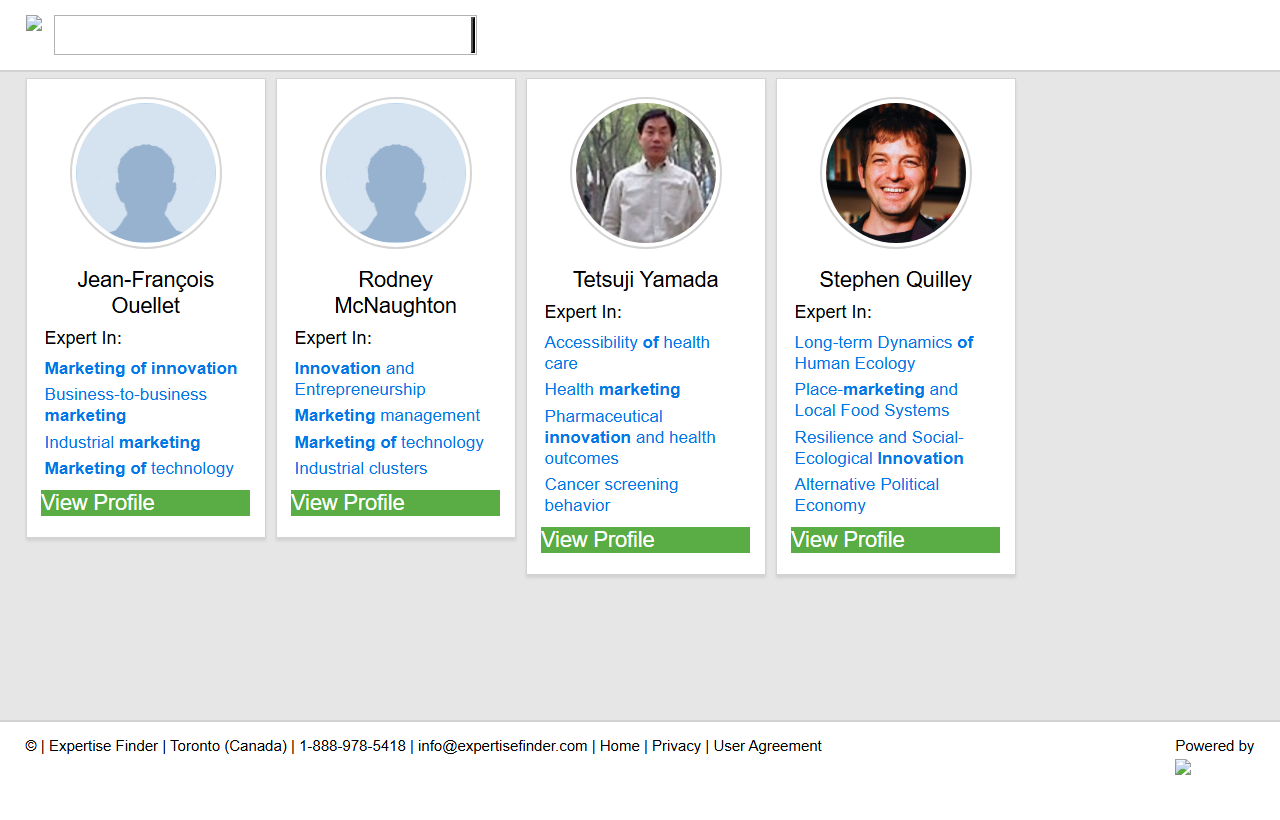 Jean-François
Ouellet
Expert In:
Marketing of innovation
Business-to-business
marketing
Industrial marketing
Marketing of technology
View Profile
Rodney
McNaughton
Expert In:
Innovation and
Entrepreneurship
Marketing management
Marketing of technology
Industrial clusters
View Profile
Tetsuji Yamada
Expert In:
Accessibility of health
care
Health marketing
Pharmaceutical
innovation and health
outcomes
Cancer screening
behavior
View Profile
Stephen Quilley
Expert In:
Long-term Dynamics of
Human Ecology
Place-marketing and
Local Food Systems
Resilience and Social-
Ecological Innovation
Alternative Political
Economy
View Profile
© | Expertise Finder | Toronto (Canada) | 1-888-978-5418 | info@expertisefinder.com | Home | Privacy | User Agreement
Powered by